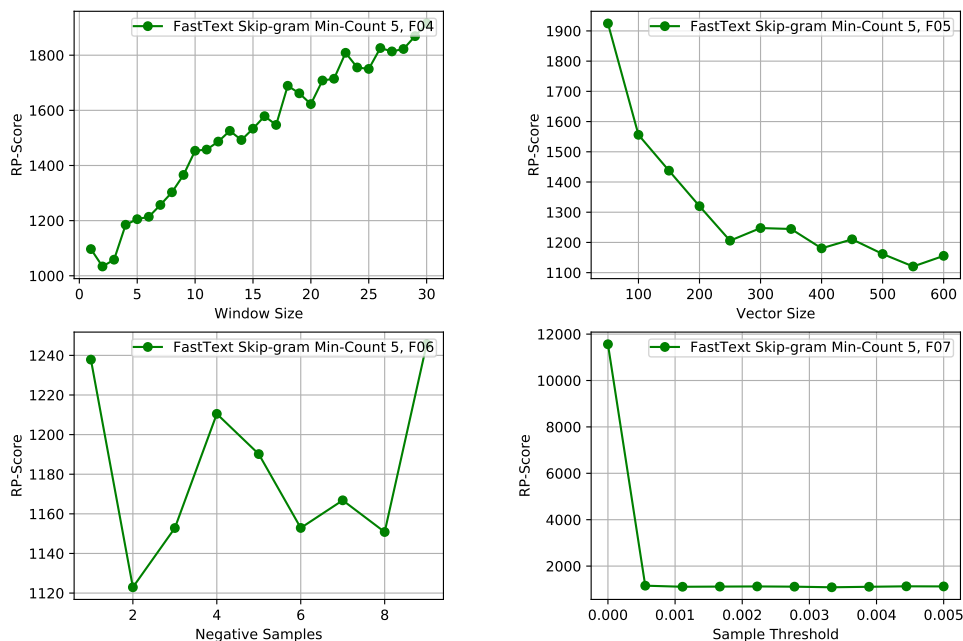 FastText Skip-gram Min-Count 5, F04
1800
1600
1400
1200
1000
RP-Score
0 5 10 15 20 25 30
Window Size
FastText Skip-gram Min-Count 5, F05
1900
1800
1700
1600
1500
1400
1300
1200
1100
RP-Score
100 200 300 400 500 600
Vector Size
FastText Skip-gram Min-Count 5, F06
1240
1220
1200
1180
1160
1140
1120
RP-Score
2 4 6 8
Negative Samples
FastText Skip-gram Min-Count 5, F07
12000
10000
8000
6000
4000
2000
RP-Score
0.000 0.001 0.002 0.003 0.004 0.005
Sample Threshold